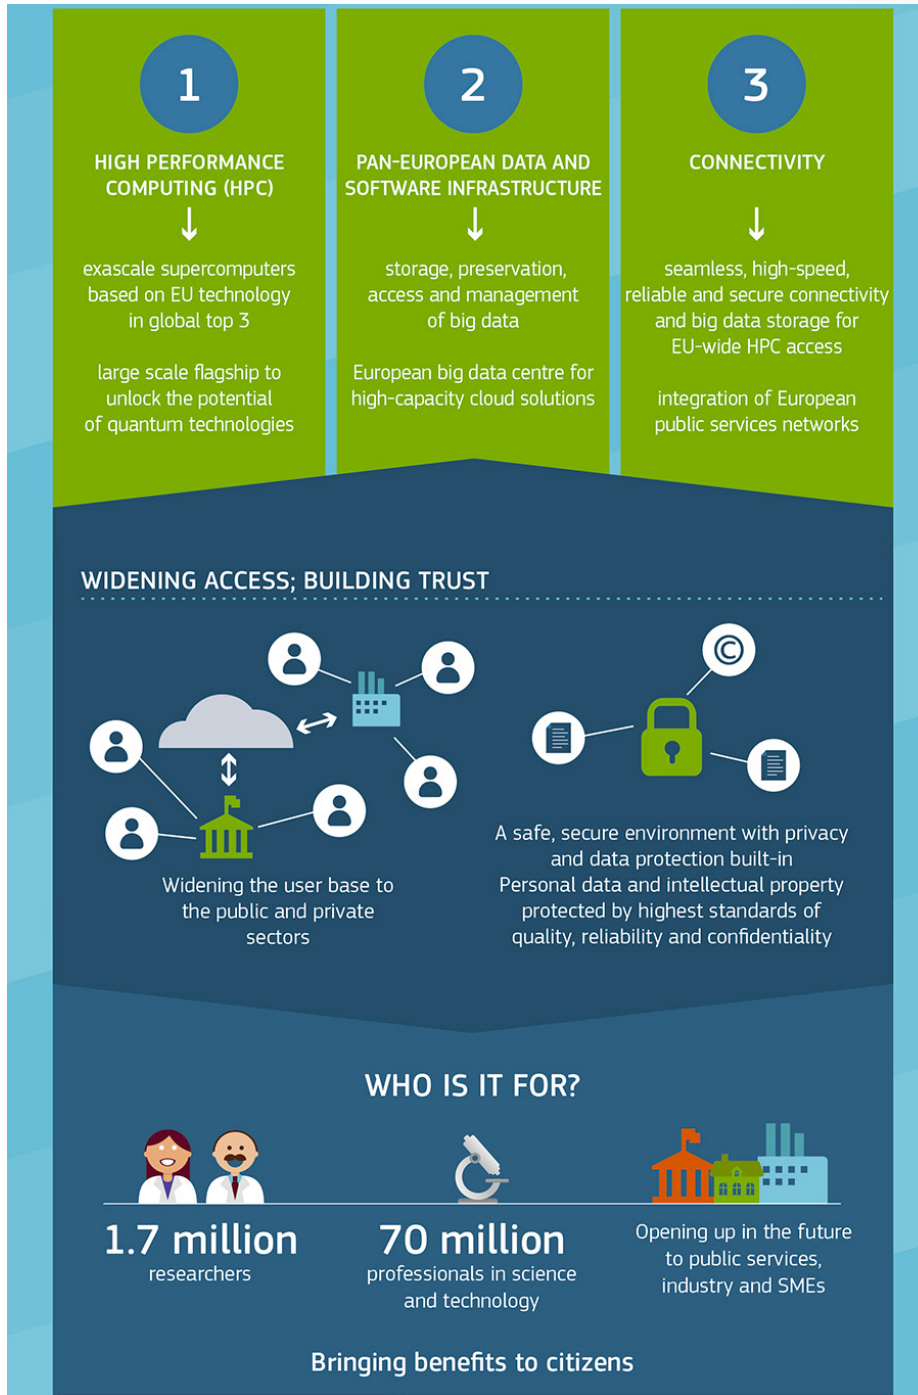 1
HIGH PERFORMANCE
COMPUTING (HPC)
exascale supercomputers
based on EU technology
in global top 3
large scale flagship to
unlock the potential
of quantum technologies
2
PAN-EUROPEAN DATA AND
SOFTWARE INFRASTRUCTURE
storage, preservation,
access and management
of big data
European big data centre for
high-capacity cloud solutions
3
CONNECTIVITY
seamless, high-speed,
reliable and secure connectivity
and big data storage for
EU-wide HPC access
integration of European
public services networks
WIDENING ACCESS; BUILDING TRUST
Widening the user base to
the public and private
sectors
©
A safe, secure environment with privacy
and data protection built-in
Personal data and intellectual property
protected by highest standards of
quality, reliability and confidentiality
WHO IS IT FOR?
1.7 million
researchers
70 million
professionals in science
and technology
Opening up in the future
to public services,
industry and SMEs
Bringing benefits to citizens